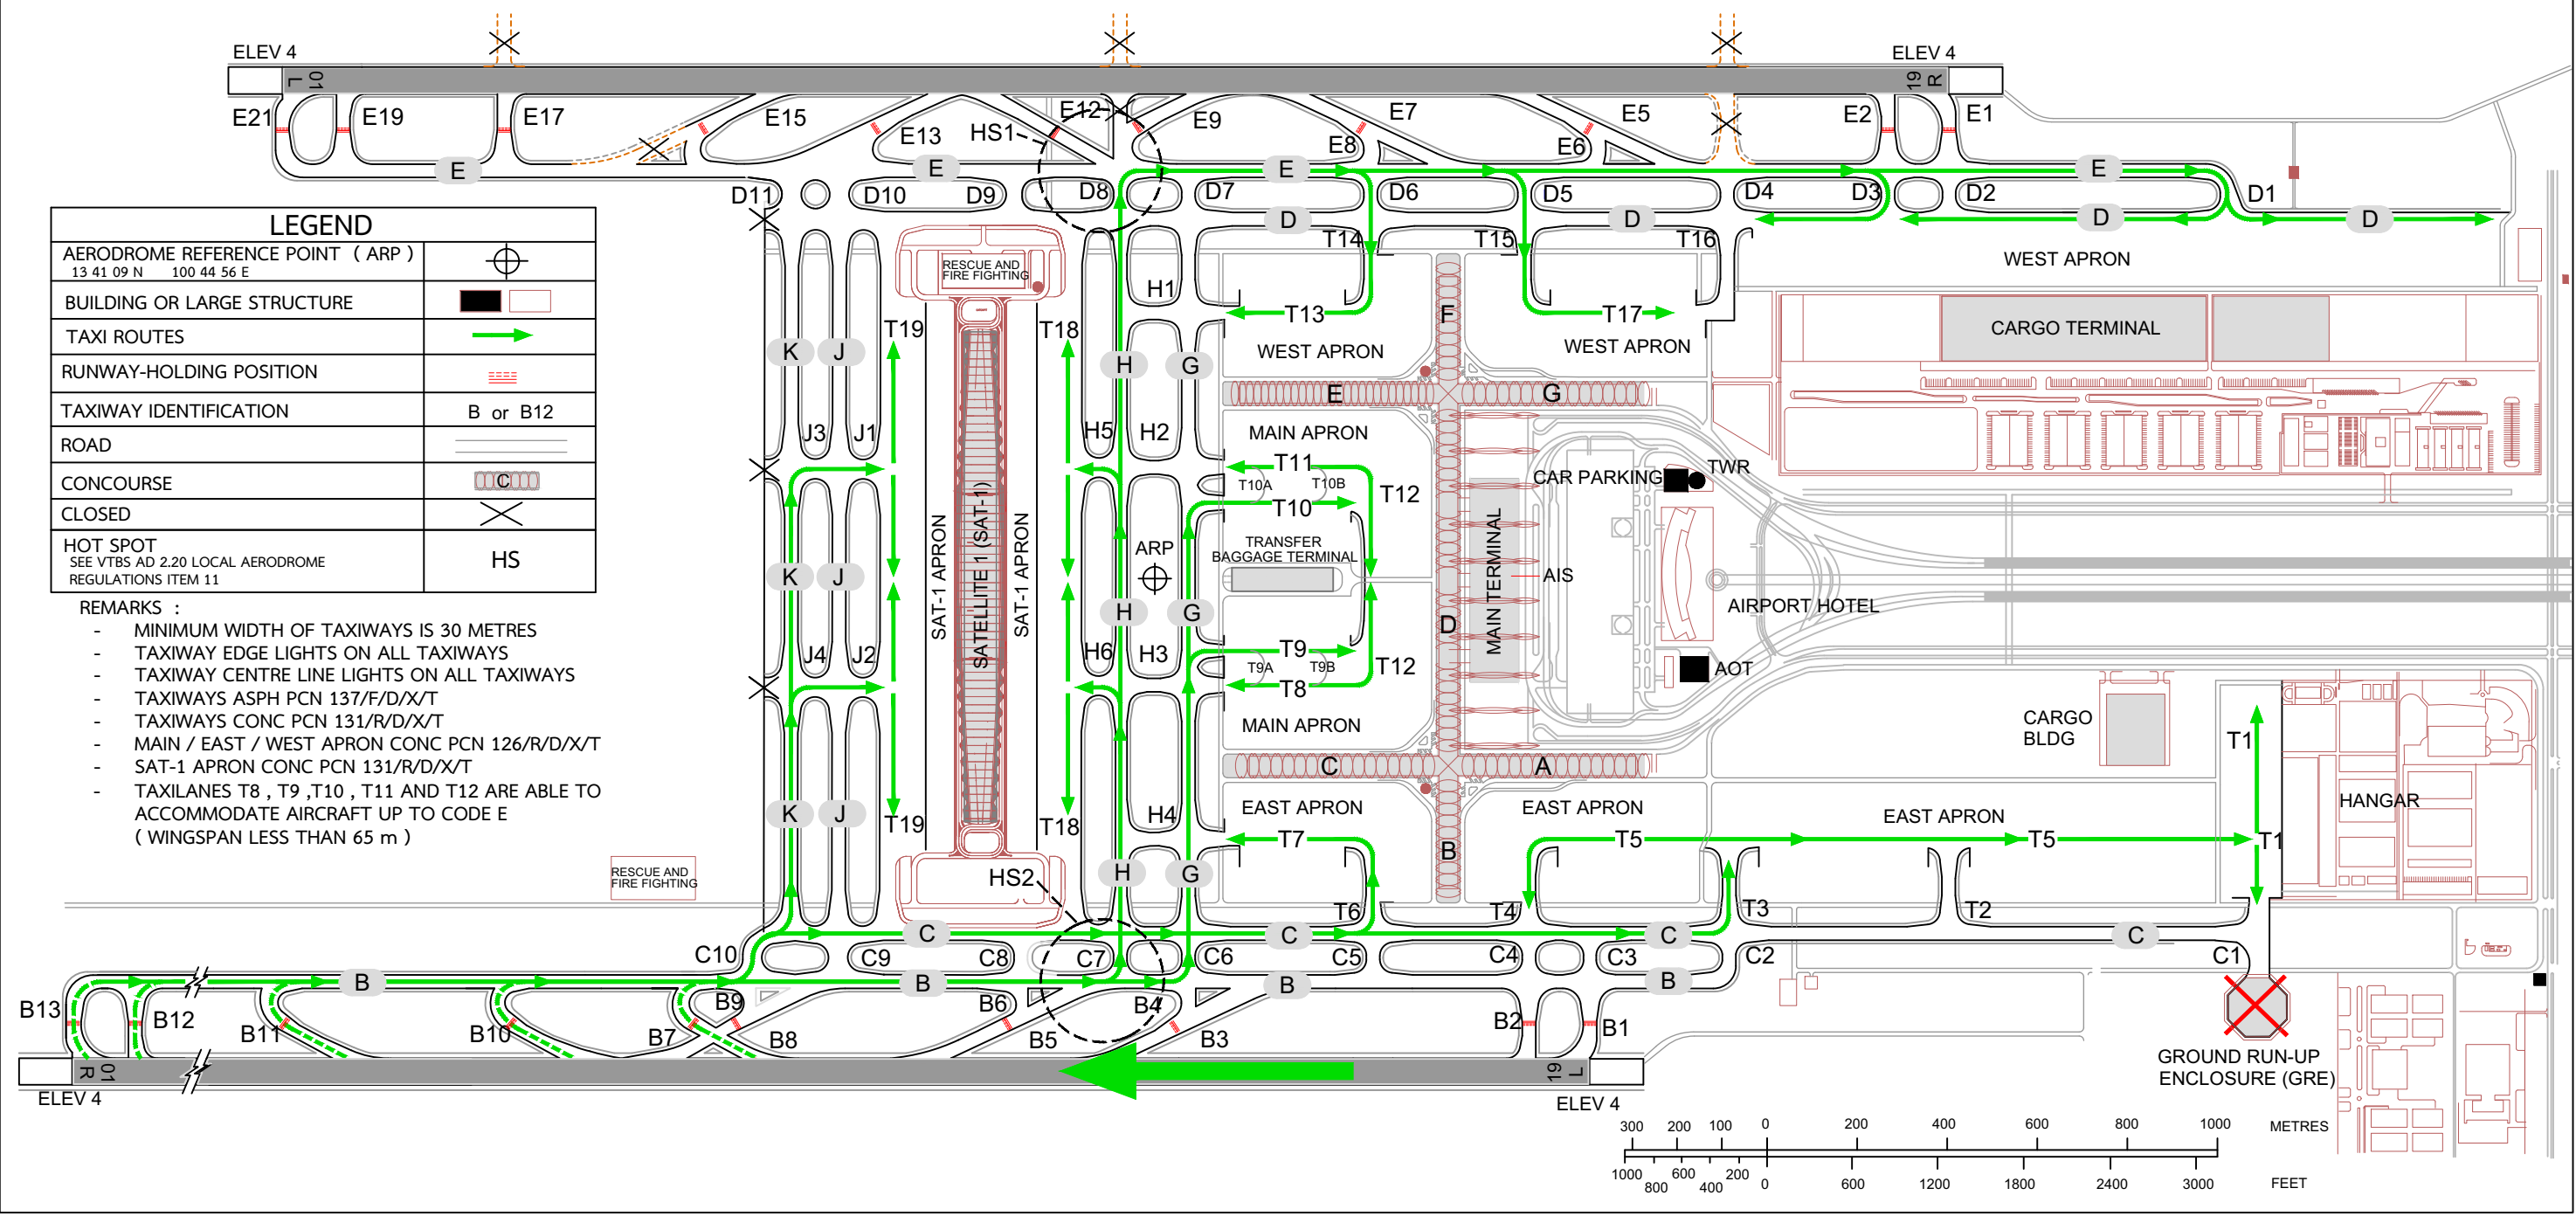 ELEV 4
ELEV 4
01 L
19 R
E21
E19
E17
E15
E13
HS1
E12
E9
E8
E7
E6
E5
E2
E1
E
E
E
E
D11
D10
D9
D8
D7
D6
D5
D4
D3
D2
D1
D
D
D
D
LEGEND
AERODROME REFERENCE POINT ( ARP )
13 41 09 N 100 44 56 E
BUILDING OR LARGE STRUCTURE
TAXI ROUTES
RUNWAY-HOLDING POSITION
TAXIWAY IDENTIFICATION B or B12
ROAD
CONCOURSE C
CLOSED
HOT SPOT HS
SEE VTBS AD 2.20 LOCAL AERODROME
REGULATIONS ITEM 11
REMARKS :
- MINIMUM WIDTH OF TAXIWAYS IS 30 METRES
- TAXIWAY EDGE LIGHTS ON ALL TAXIWAYS
- TAXIWAY CENTRE LINE LIGHTS ON ALL TAXIWAYS
- TAXIWAYS ASPH PCN 137/F/D/X/T
- TAXIWAYS CONC PCN 131/R/D/X/T
- MAIN / EAST / WEST APRON CONC PCN 126/R/D/X/T
- SAT-1 APRON CONC PCN 131/R/D/X/T
- TAXILANES T8 , T9 ,T10 , T11 AND T12 ARE ABLE TO
ACCOMMODATE AIRCRAFT UP TO CODE E
( WINGSPAN LESS THAN 65 m )
RESCUE AND
FIRE FIGHTING
T14
T15
T16
WEST APRON
H1
T13
T17
T19
T18
F
CARGO TERMINAL
K
J
H
G
WEST APRON
WEST APRON
E
G
J3
J1
H5
H2
MAIN APRON
T11
T10A
T10B
T10
T12
CAR PARKING
TWR
SAT-1 APRON
SATELLITE 1 (SAT-1)
SAT-1 APRON
ARP
TRANSFER
BAGGAGE TERMINAL
MAIN TERMINAL
AIS
K
J
H
G
D
AIRPORT HOTEL
J4
J2
H6
H3
T9
T9A
T9B
T8
T12
AOT
MAIN APRON
CARGO
BLDG
T1
C
A
EAST APRON
EAST APRON
EAST APRON
HANGAR
K
J
T19
T18
H4
T7
T5
T5
T1
B
RESCUE AND
FIRE FIGHTING
HS2
H
G
T6
T4
T3
T2
C
C
C
C
C10
C9
C8
C7
C6
C5
C4
C3
C2
C1
B
B
B
B
B13
B12
B11
B10
B7
B9
B8
B6
B5
B4
B3
B2
B1
01 R
19 L
ELEV 4
ELEV 4
GROUND RUN-UP
ENCLOSURE (GRE)
300 200 100 0 200 400 600 800 1000 METRES
1000 800 600 400 200 0 600 1200 1800 2400 3000 FEET